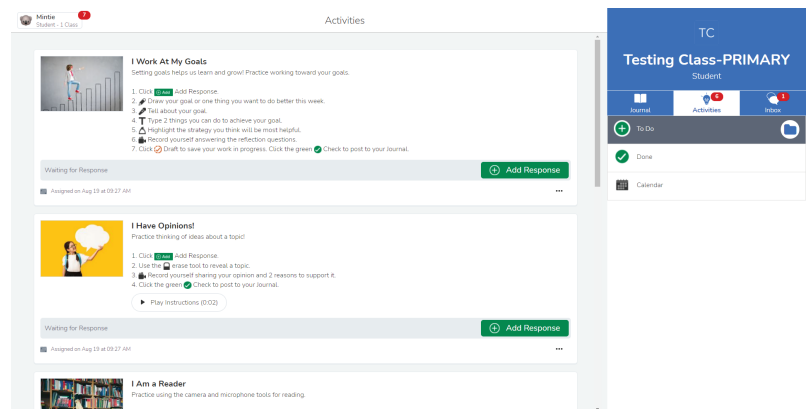 Mintie
7
Student - 1 Class
Activities
I Work At My Goals
Setting goals helps us learn and grow! Practice working toward your goals.
1. Click Add Add Response.
2. Draw your goal or one thing you want to do better this week.
3. Tell about your goal.
4. T Type 2 things you can do to achieve your goal.
5. Highlight the strategy you think will be most helpful.
6. Record yourself answering the reflection questions.
7. Click Draft to save your work in progress. Click the green Check to post to your Journal.
Waiting for Response
Add Response
Assigned on Aug 19 at 09:27 AM
I Have Opinions!
Practice thinking of ideas about a topic!
1. Click Add Add Response.
2. Use the erase tool to reveal a topic.
3. Record yourself sharing your opinion and 2 reasons to support it.
4. Click the green Check to post to your Journal.
Play Instructions (0:02)
Waiting for Response
Add Response
Assigned on Aug 19 at 09:27 AM
I Am a Reader
Practice using the camera and microphone tools for reading.
TC
Testing Class-PRIMARY
Student
Journal
6
Activities
1
Inbox
To Do
Done
Calendar